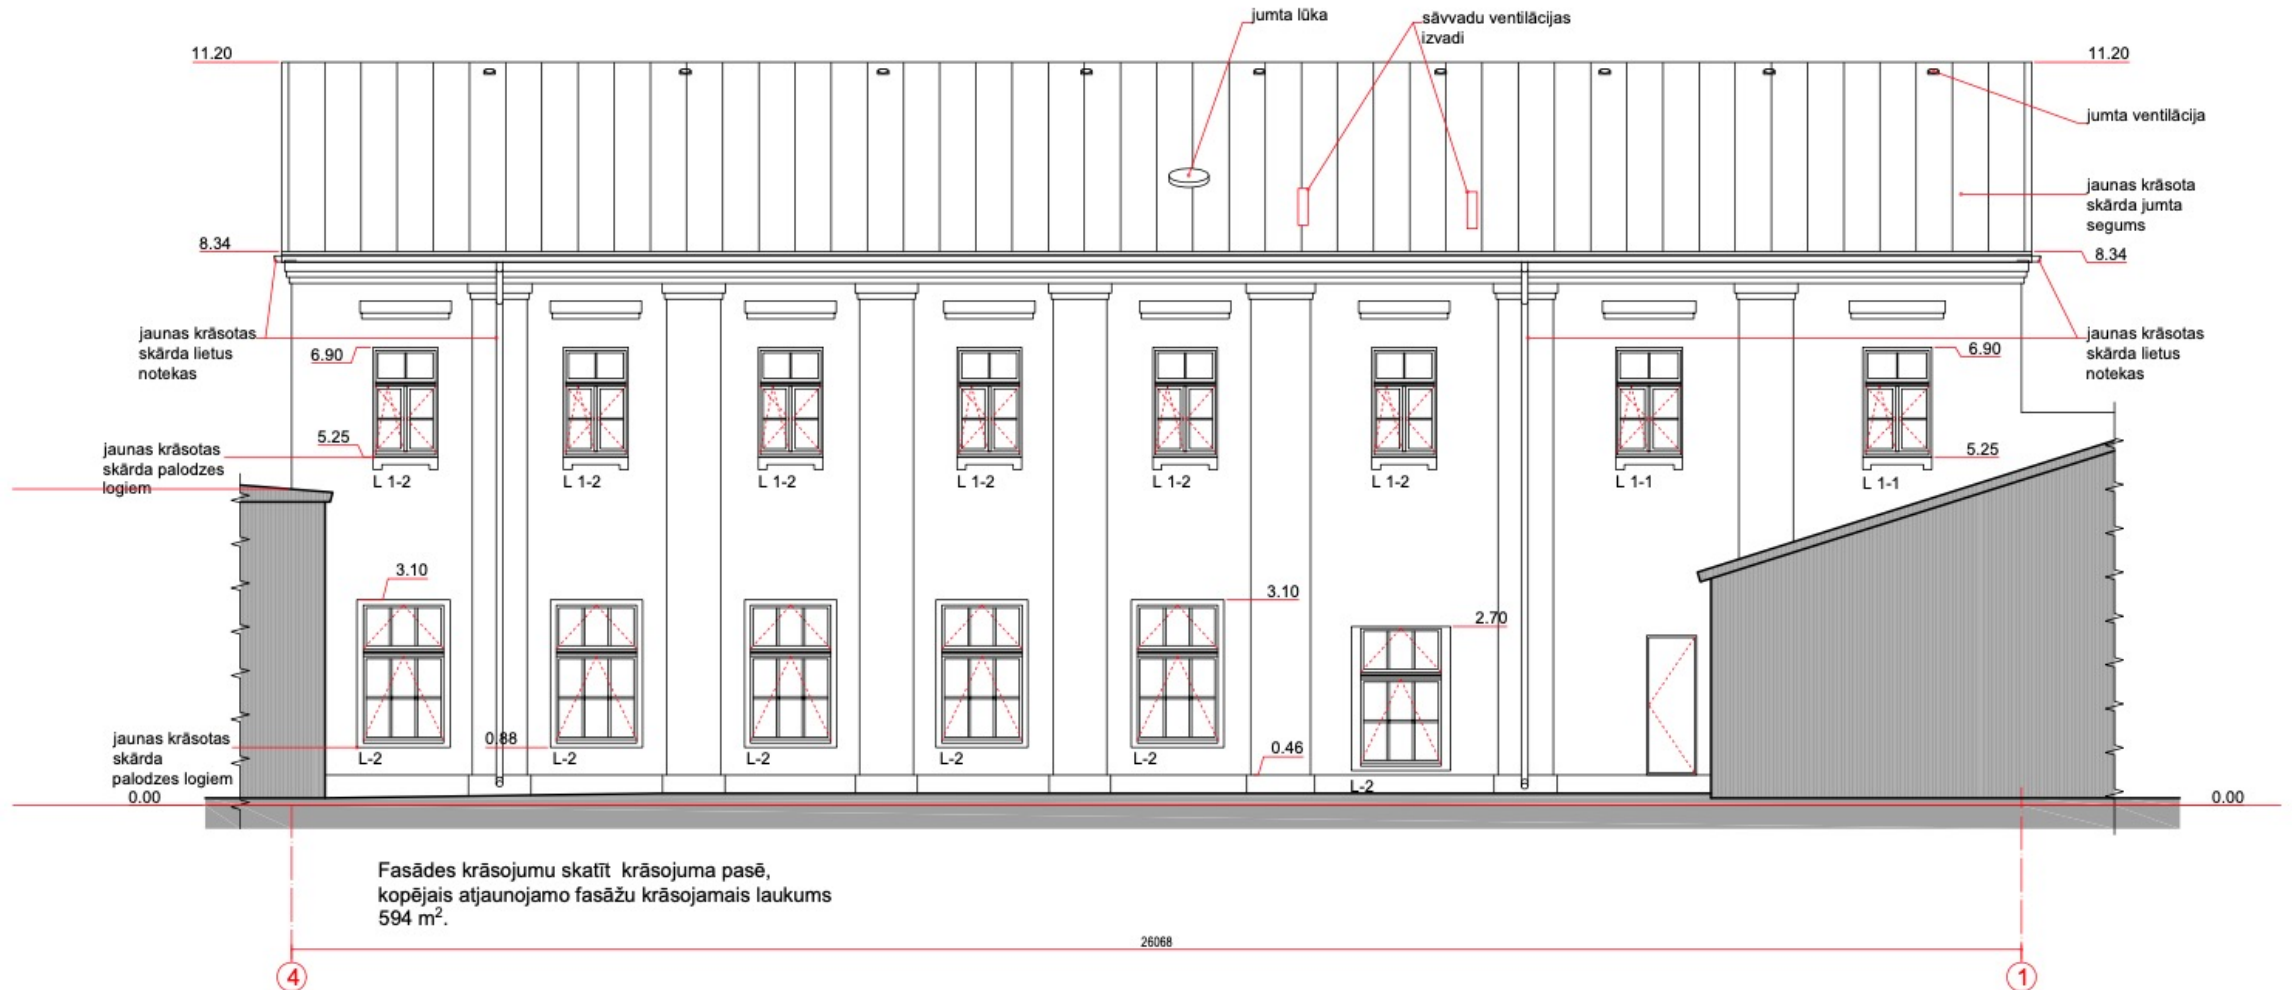 jumta lūka
sāvvadu ventilācijas
izvadi
11.20
11.20
jumta ventilācija
jaunas krāsota
skārda jumta
segums
8.34
8.34
jaunas krāsotas
skārda lietus
notekas
6.90
6.90
jaunas krāsotas
skārda lietus
notekas
5.25
5.25
jaunas krāsotas
skārda palodzes
logiem
L 1-2
L 1-2
L 1-2
L 1-2
L 1-2
L 1-2
L 1-1
L 1-1
3.10
3.10
2.70
jaunas krāsotas
skārda
palodzes logiem
0.88
0.46
L-2
L-2
L-2
L-2
L-2
L-2
0.00
0.00
Fasādes krāsojumu skatīt krāsojuma pasē,
kopējais atjaunojamo fasāžu krāsojamais laukums
594 m².
26068
4
1